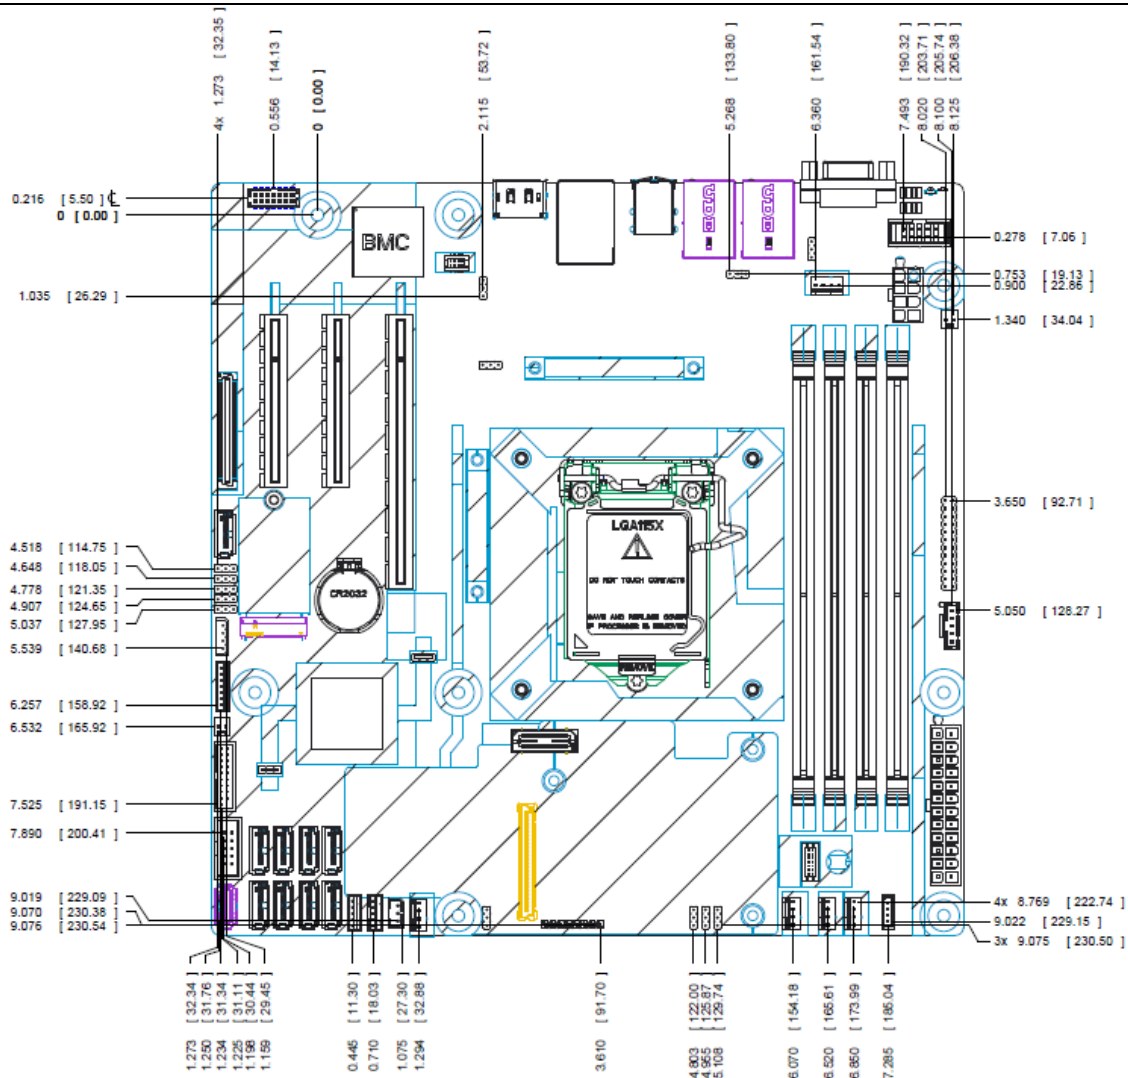 4x 1.273 [ 32.35 ]
0.556 [ 14.13 ]
0 [ 0.00 ]
2.115 [ 53.72 ]
5.268 [ 133.80 ]
6.360 [ 161.54 ]
7.493 [ 190.32 ]
8.020 [ 203.71 ]
8.100 [ 205.74 ]
8.125 [ 206.38 ]
0.216 [ 5.50 ] ℄
0 [ 0.00 ]
BMC
0.278 [ 7.06 ]
0.753 [ 19.13 ]
1.035 [ 26.29 ]
0.900 [ 22.86 ]
1.340 [ 34.04 ]
3.650 [ 92.71 ]
LGA115X
4.518 [ 114.75 ]
4.648 [ 118.05 ]
4.778 [ 121.35 ]
4.907 [ 124.65 ]
5.037 [ 127.95 ]
DO NOT TOUCH CONTACTS
CR2032
5.050 [ 128.27 ]
SAVE AND REPLACE COVER
IF PROCESSOR IS REMOVED
5.539 [ 140.68 ]
REMOVE
6.257 [ 158.92 ]
6.532 [ 165.92 ]
7.525 [ 191.15 ]
7.890 [ 200.41 ]
9.019 [ 229.09 ]
9.070 [ 230.38 ]
9.076 [ 230.54 ]
4x 8.769 [ 222.74 ]
9.022 [ 229.15 ]
3x 9.075 [ 230.50 ]
1.273 [ 32.34 ]
1.250 [ 31.76 ]
1.234 [ 31.34 ]
1.225 [ 31.11 ]
1.198 [ 30.44 ]
1.159 [ 29.45 ]
0.445 [ 11.30 ]
0.710 [ 18.03 ]
1.075 [ 27.30 ]
1.294 [ 32.88 ]
3.610 [ 91.70 ]
4.803 [ 122.00 ]
4.955 [ 125.87 ]
5.108 [ 129.74 ]
6.070 [ 154.18 ]
6.520 [ 165.61 ]
6.850 [ 173.99 ]
7.285 [ 185.04 ]